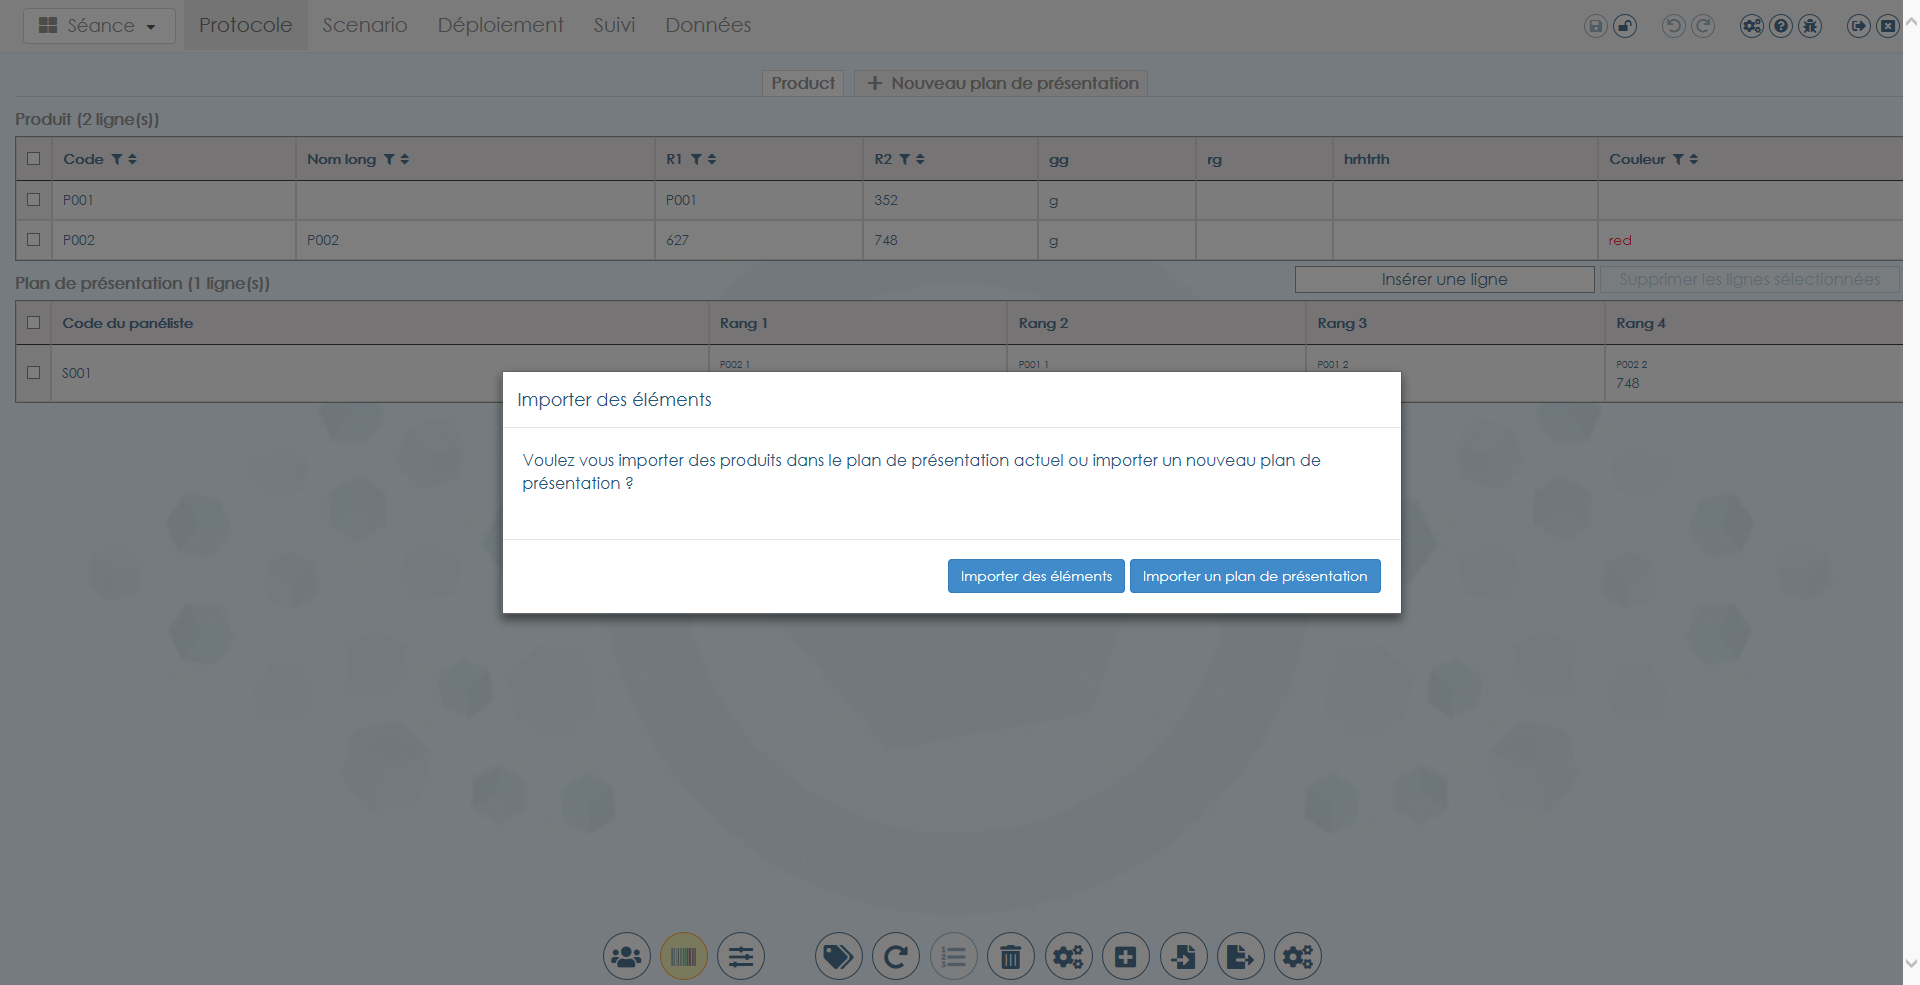 Séance Protocole Scenario Déploiement Suivi Données
Product + Nouveau plan de présentation
Produit (2 ligne(s))
Code Nom long R1 R2 gg rg hrhtrth Couleur
P001 P001 352 g
P002 P002 627 748 g red
Plan de présentation (1 ligne(s)) Insérer une ligne Supprimer les lignes sélectionnées
Code du panéliste Rang 1 Rang 2 Rang 3 Rang 4
P002 1 P001 1 P001 2 P002 2
S001 748
Importer des éléments
Voulez vous importer des produits dans le plan de présentation actuel ou importer un nouveau plan de
présentation ?
Importer des éléments Importer un plan de présentation